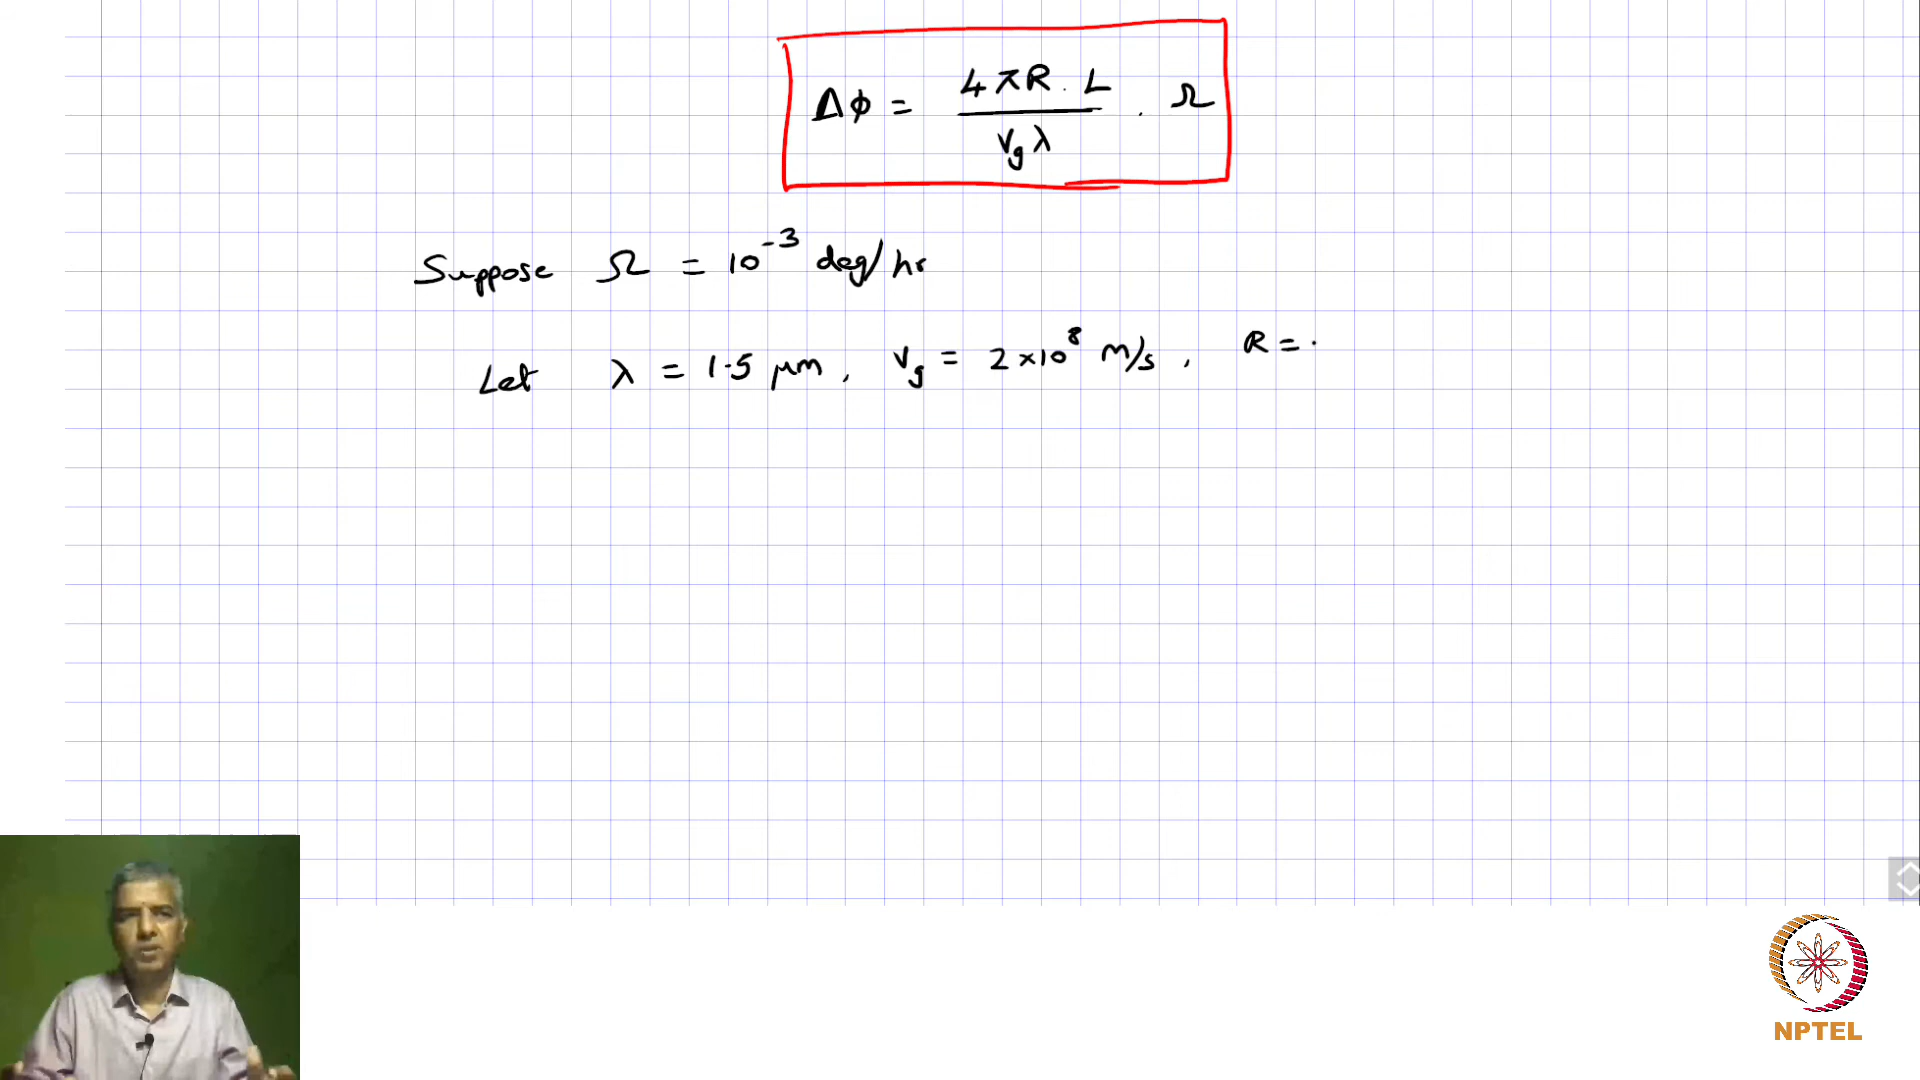 Δϕ = 4πR . L / v_g λ . Ω
Suppose Ω = 10^-3 deg/hr
Let λ = 1.5 μm, v_g = 2×10^8 m/s, R = .
NPTEL